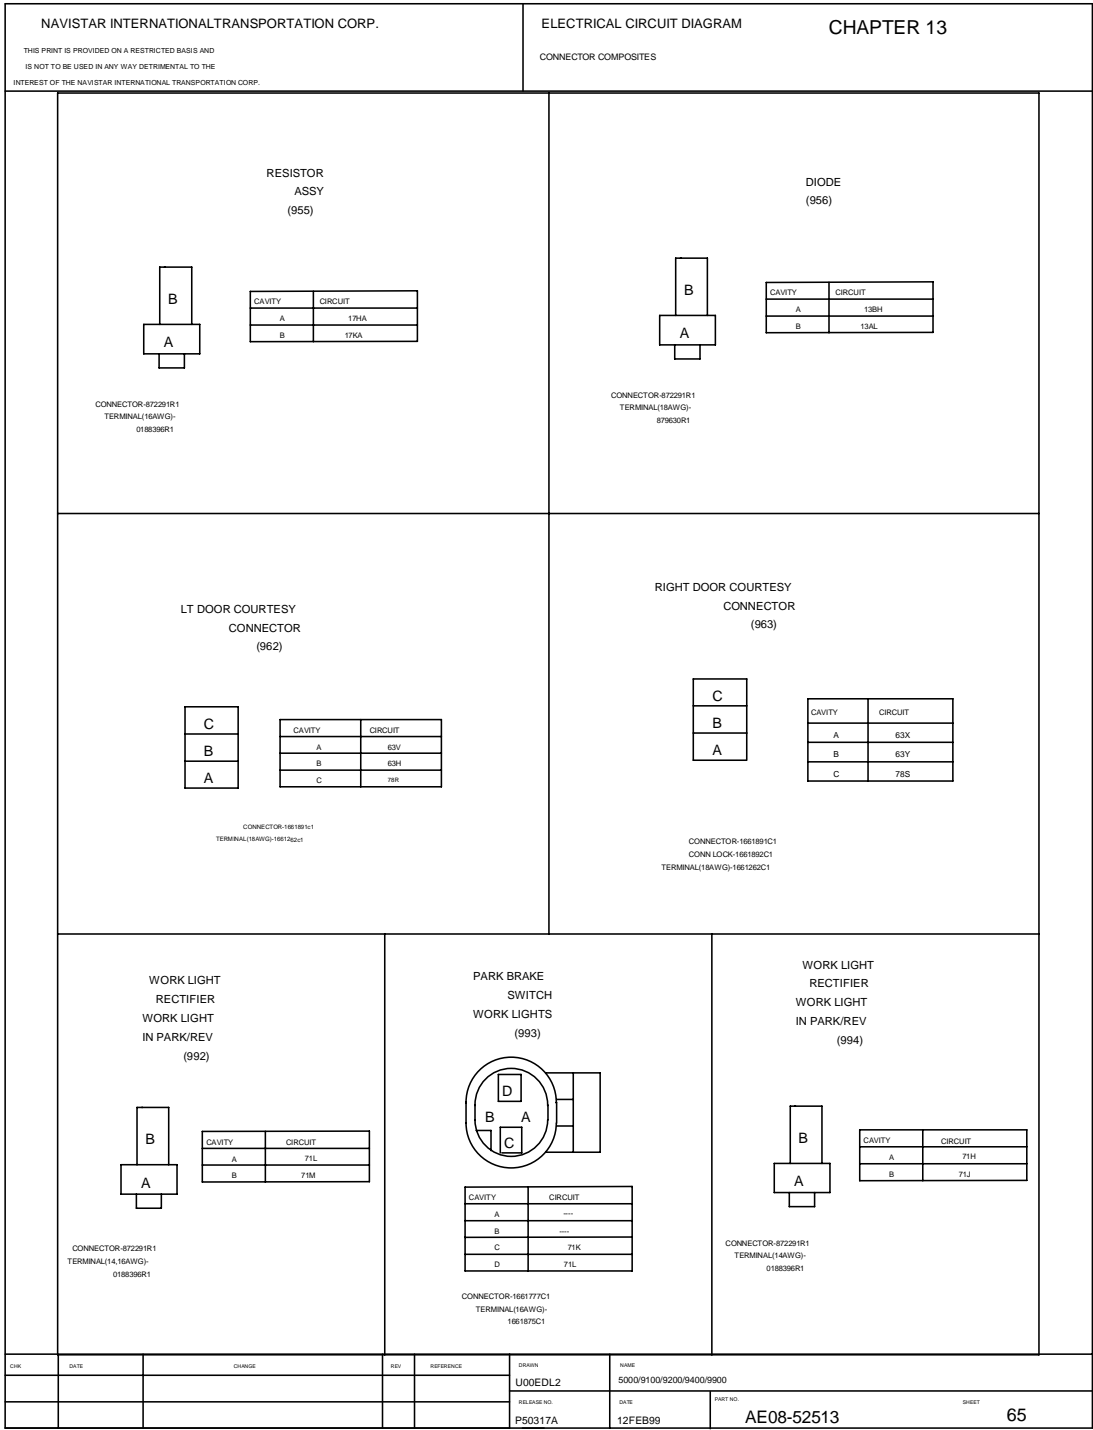 NAVISTAR INTERNATIONALTRANSPORTATION CORP.
THIS PRINT IS PROVIDED ON A RESTRICTED BASIS AND
IS NOT TO BE USED IN ANY WAY DETRIMENTAL TO THE
INTEREST OF THE NAVISTAR INTERNATIONAL TRANSPORTATION CORP.
ELECTRICAL CIRCUIT DIAGRAM
CHAPTER 13
CONNECTOR COMPOSITES
RESISTOR
ASSY
(955)
B
A
CAVITY CIRCUIT
A 17HA
B 17KA
CONNECTOR-872291R1
TERMINAL(16AWG)-
0188396R1
DIODE
(956)
B
A
CAVITY CIRCUIT
A 13BH
B 13AL
CONNECTOR-872291R1
TERMINAL(18AWG)-
879630R1
LT DOOR COURTESY
CONNECTOR
(962)
C
B
A
CAVITY CIRCUIT
A 63V
B 63H
C 78R
CONNECTOR-1661891c1
TERMINAL(18AWG)-1661262c1
RIGHT DOOR COURTESY
CONNECTOR
(963)
C
B
A
CAVITY CIRCUIT
A 63X
B 63Y
C 78S
CONNECTOR-1661891C1
CONN LOCK-1661892C1
TERMINAL(18AWG)-1661262C1
WORK LIGHT
RECTIFIER
WORK LIGHT
IN PARK/REV
(992)
B
A
CAVITY CIRCUIT
A 71L
B 71M
CONNECTOR-872291R1
TERMINAL(14,16AWG)-
0188396R1
PARK BRAKE
SWITCH
WORK LIGHTS
(993)
D
B A
C
CAVITY CIRCUIT
A ----
B ----
C 71K
D 71L
CONNECTOR-1661777C1
TERMINAL(16AWG)-
1661875C1
WORK LIGHT
RECTIFIER
WORK LIGHT
IN PARK/REV
(994)
B
A
CAVITY CIRCUIT
A 71H
B 71J
CONNECTOR-872291R1
TERMINAL(14AWG)-
0188396R1
CHK DATE CHANGE REV REFERENCE
DRAWN
U00EDL2
NAME
5000/9100/9200/9400/9900
RELEASE NO.
P50317A
DATE
12FEB99
PART NO.
AE08-52513
SHEET
65